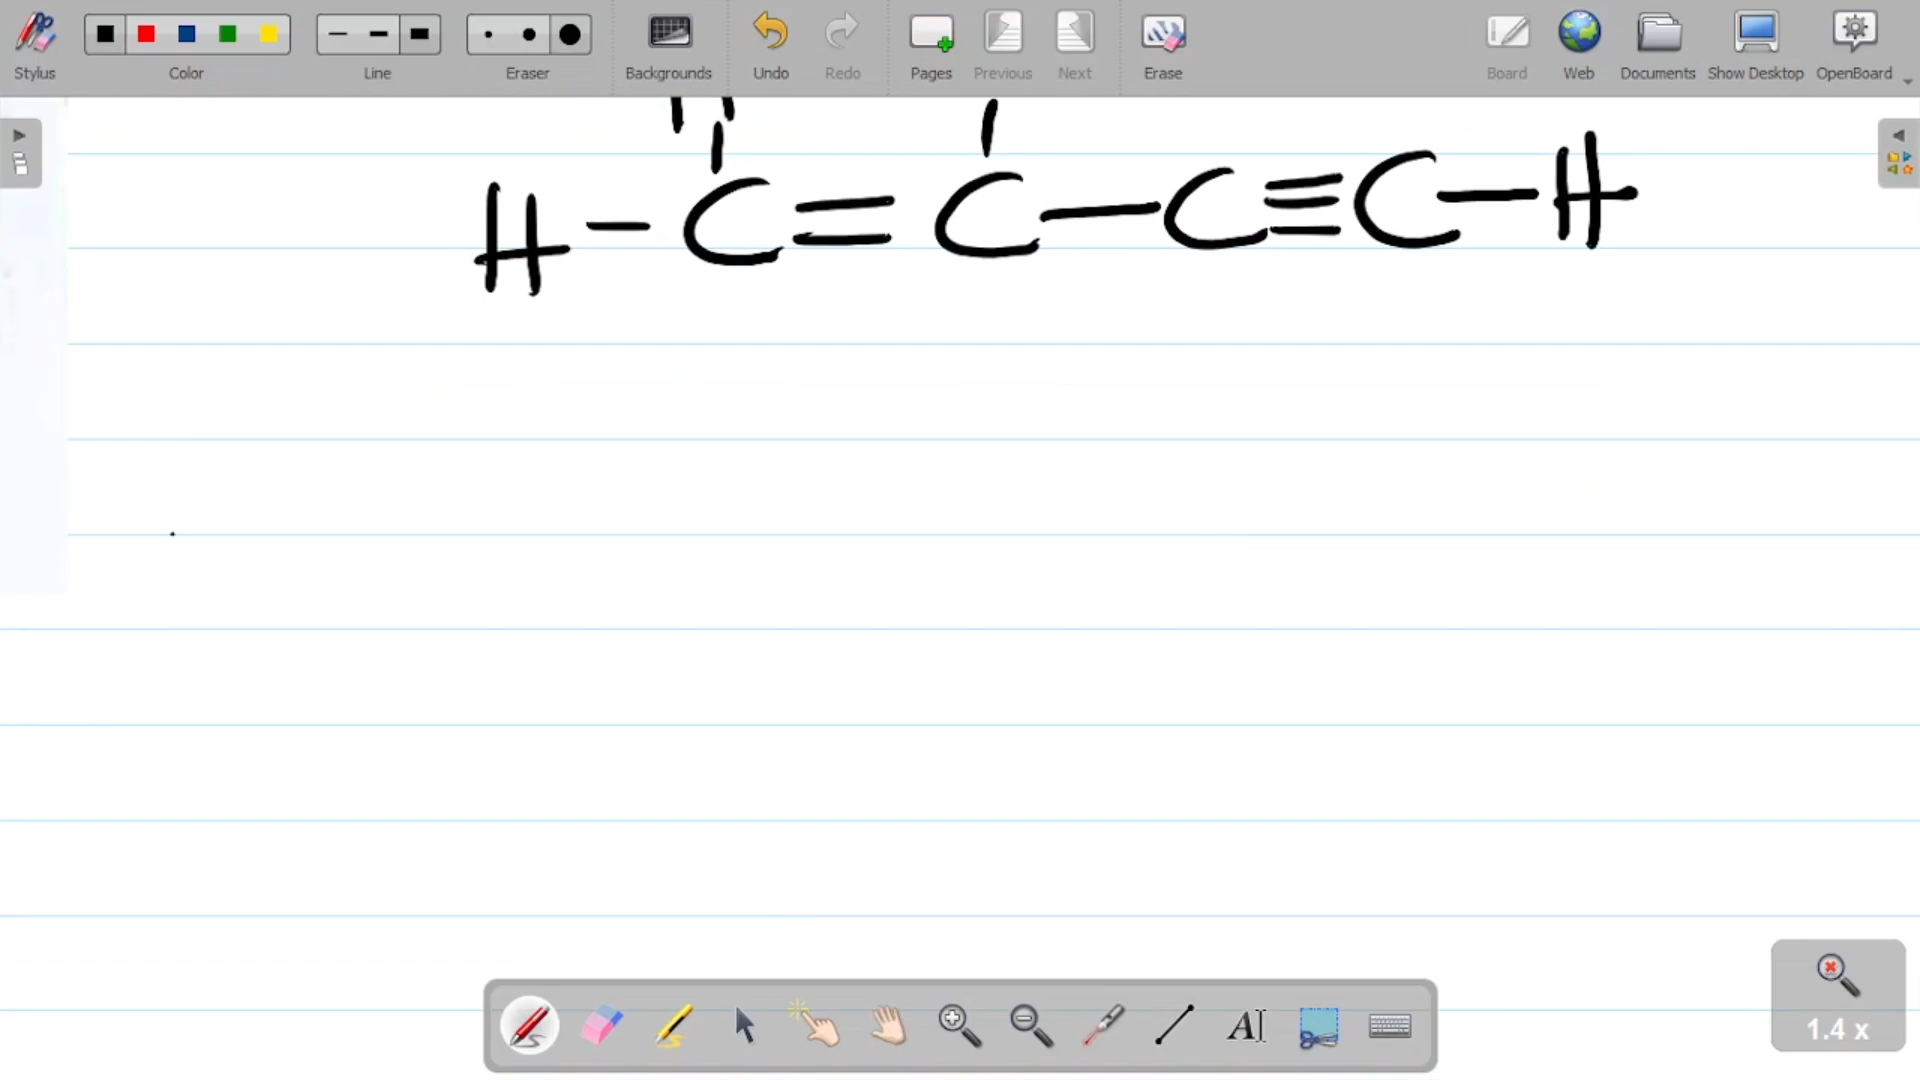 Stylus Color Line Eraser Backgrounds Undo Redo Pages Previous Next Erase Board Web Documents Show Desktop OpenBoard
H
H – C = C — C ≡ C — H
A
1.4 x